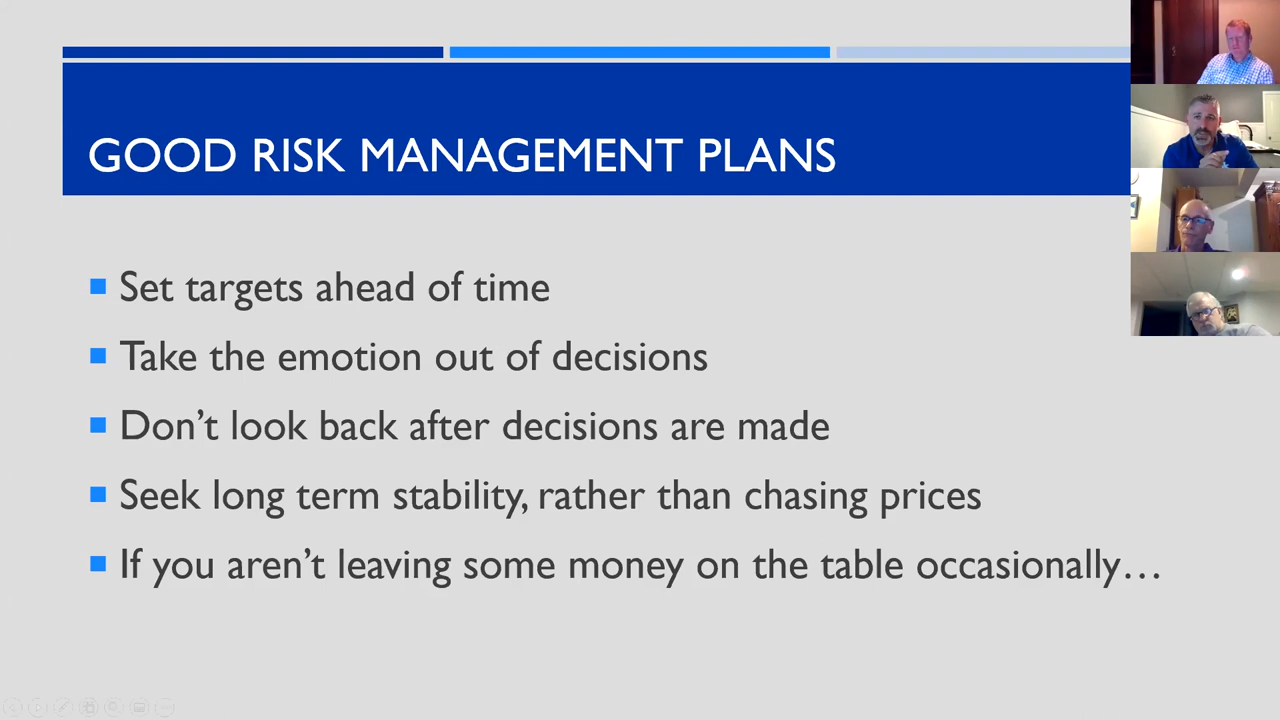 GOOD RISK MANAGEMENT PLANS
Set targets ahead of time
Take the emotion out of decisions
Don’t look back after decisions are made
Seek long term stability, rather than chasing prices
If you aren’t leaving some money on the table occasionally…